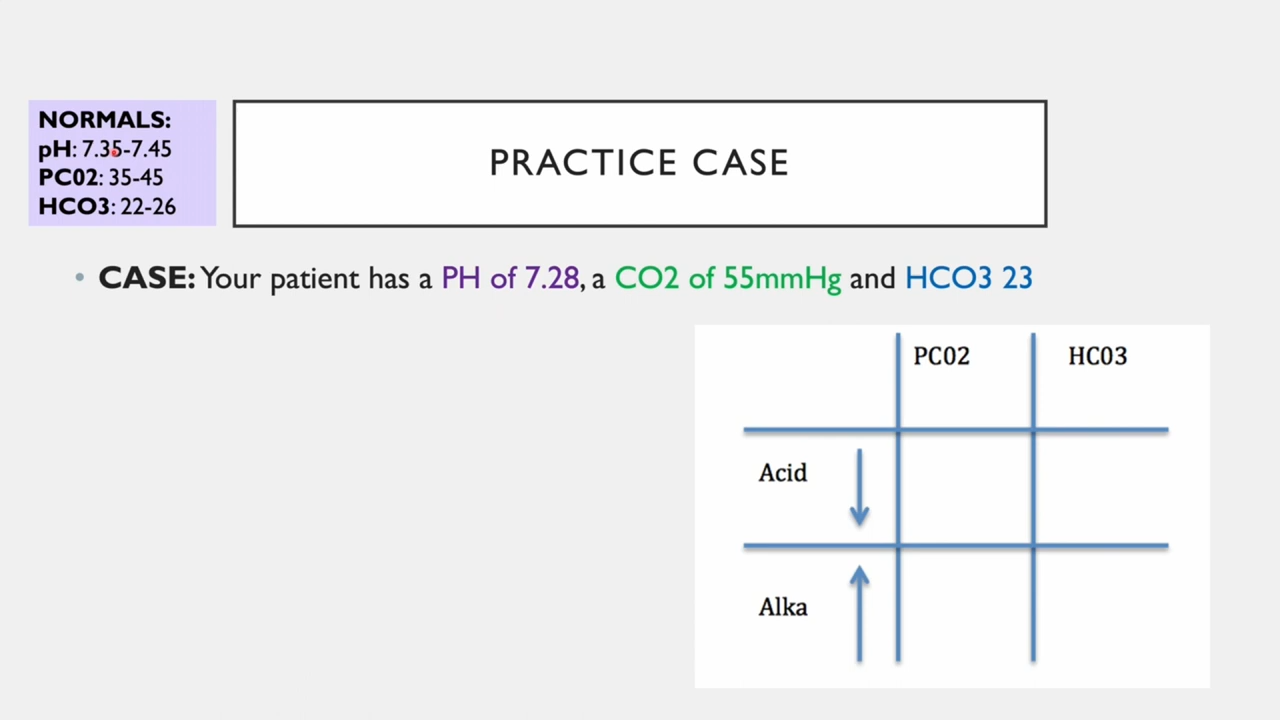 NORMALS:
pH: 7.35-7.45
PC02: 35-45
HCO3: 22-26
PRACTICE CASE
• CASE: Your patient has a PH of 7.28, a CO2 of 55mmHg and HCO3 23
PC02 HC03
Acid
Alka